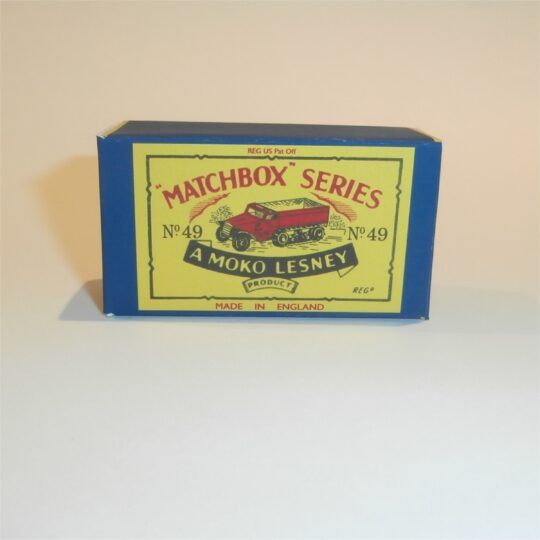 REG US Pat Off
"MATCHBOX" SERIES
Nº 49 Nº 49
A MOKO LESNEY
PRODUCT
REGD
MADE IN ENGLAND